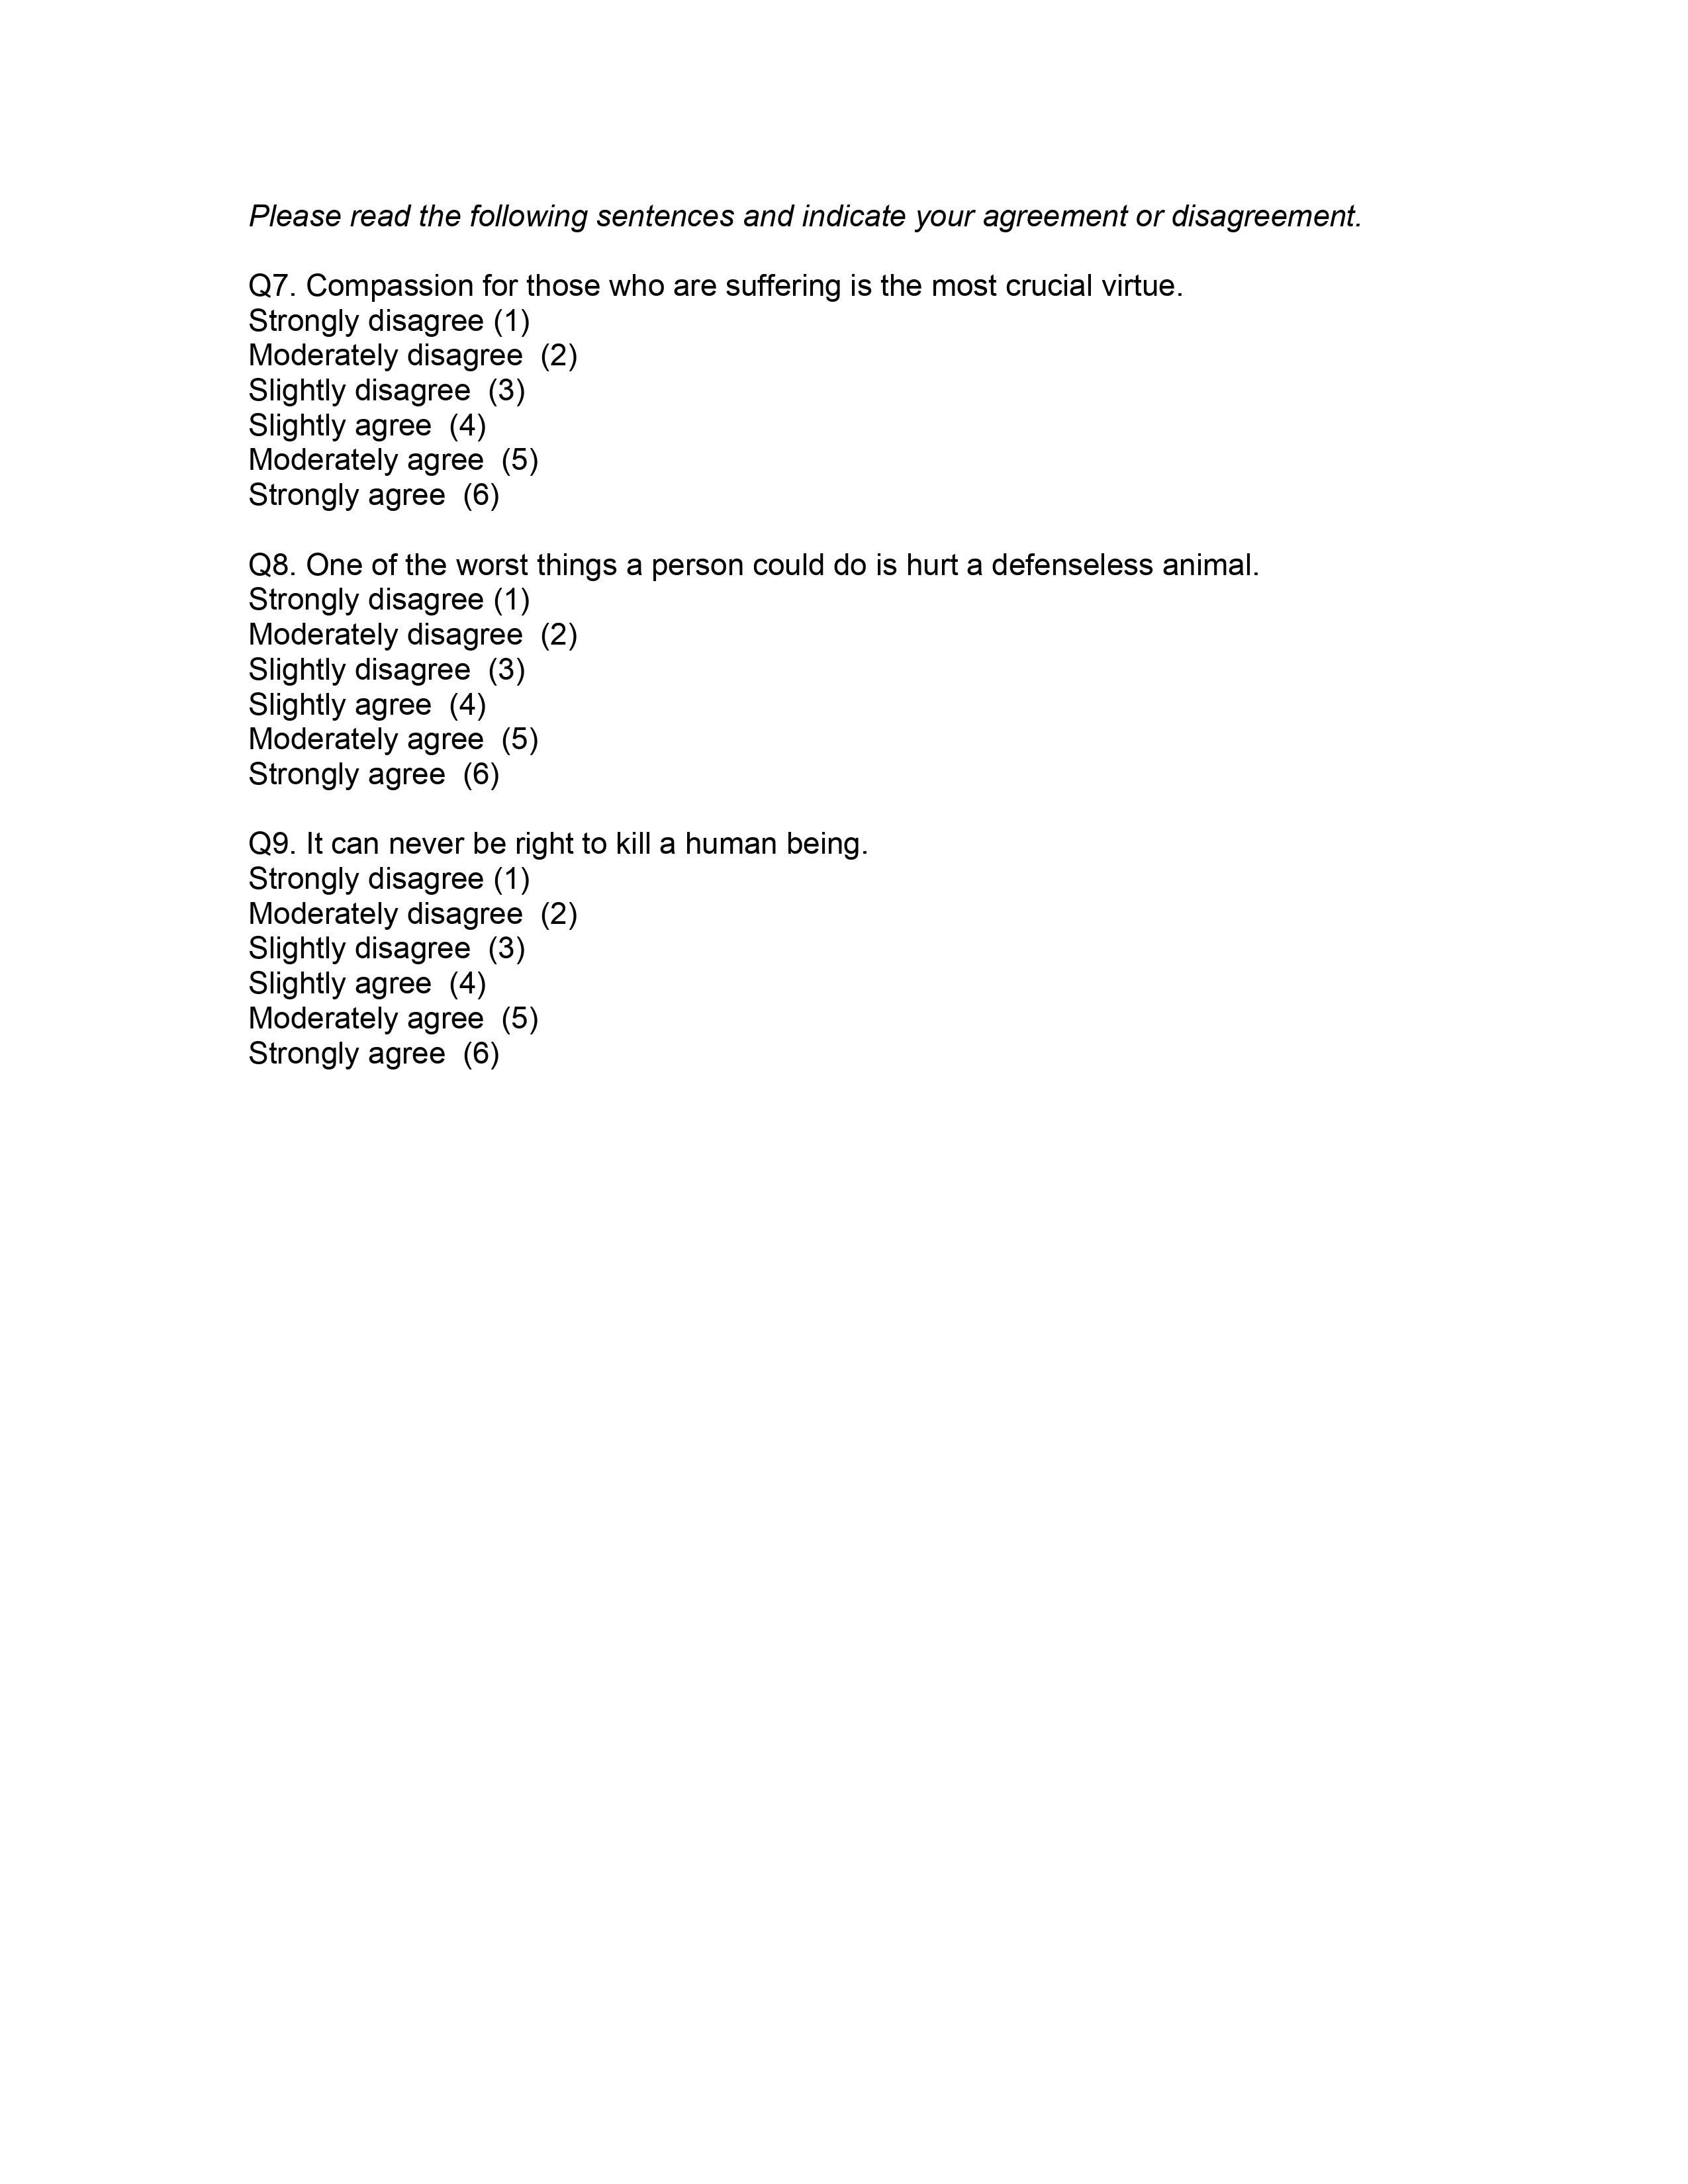 Please read the following sentences and indicate your agreement or disagreement.
Q7. Compassion for those who are suffering is the most crucial virtue.
Strongly disagree (1)
Moderately disagree  (2)
Slightly disagree  (3)
Slightly agree  (4)
Moderately agree  (5)
Strongly agree  (6)
Q8. One of the worst things a person could do is hurt a defenseless animal.
Strongly disagree (1)
Moderately disagree  (2)
Slightly disagree  (3)
Slightly agree  (4)
Moderately agree  (5)
Strongly agree  (6)
Q9. It can never be right to kill a human being.
Strongly disagree (1)
Moderately disagree  (2)
Slightly disagree  (3)
Slightly agree  (4)
Moderately agree  (5)
Strongly agree  (6)